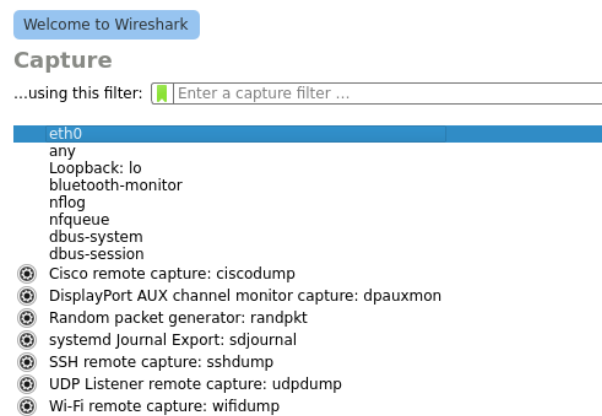 Welcome to Wireshark
Capture
...using this filter: Enter a capture filter ...
eth0
any
Loopback: lo
bluetooth-monitor
nflog
nfqueue
dbus-system
dbus-session
Cisco remote capture: ciscodump
DisplayPort AUX channel monitor capture: dpauxmon
Random packet generator: randpkt
systemd Journal Export: sdjournal
SSH remote capture: sshdump
UDP Listener remote capture: udpdump
Wi-Fi remote capture: wifidump